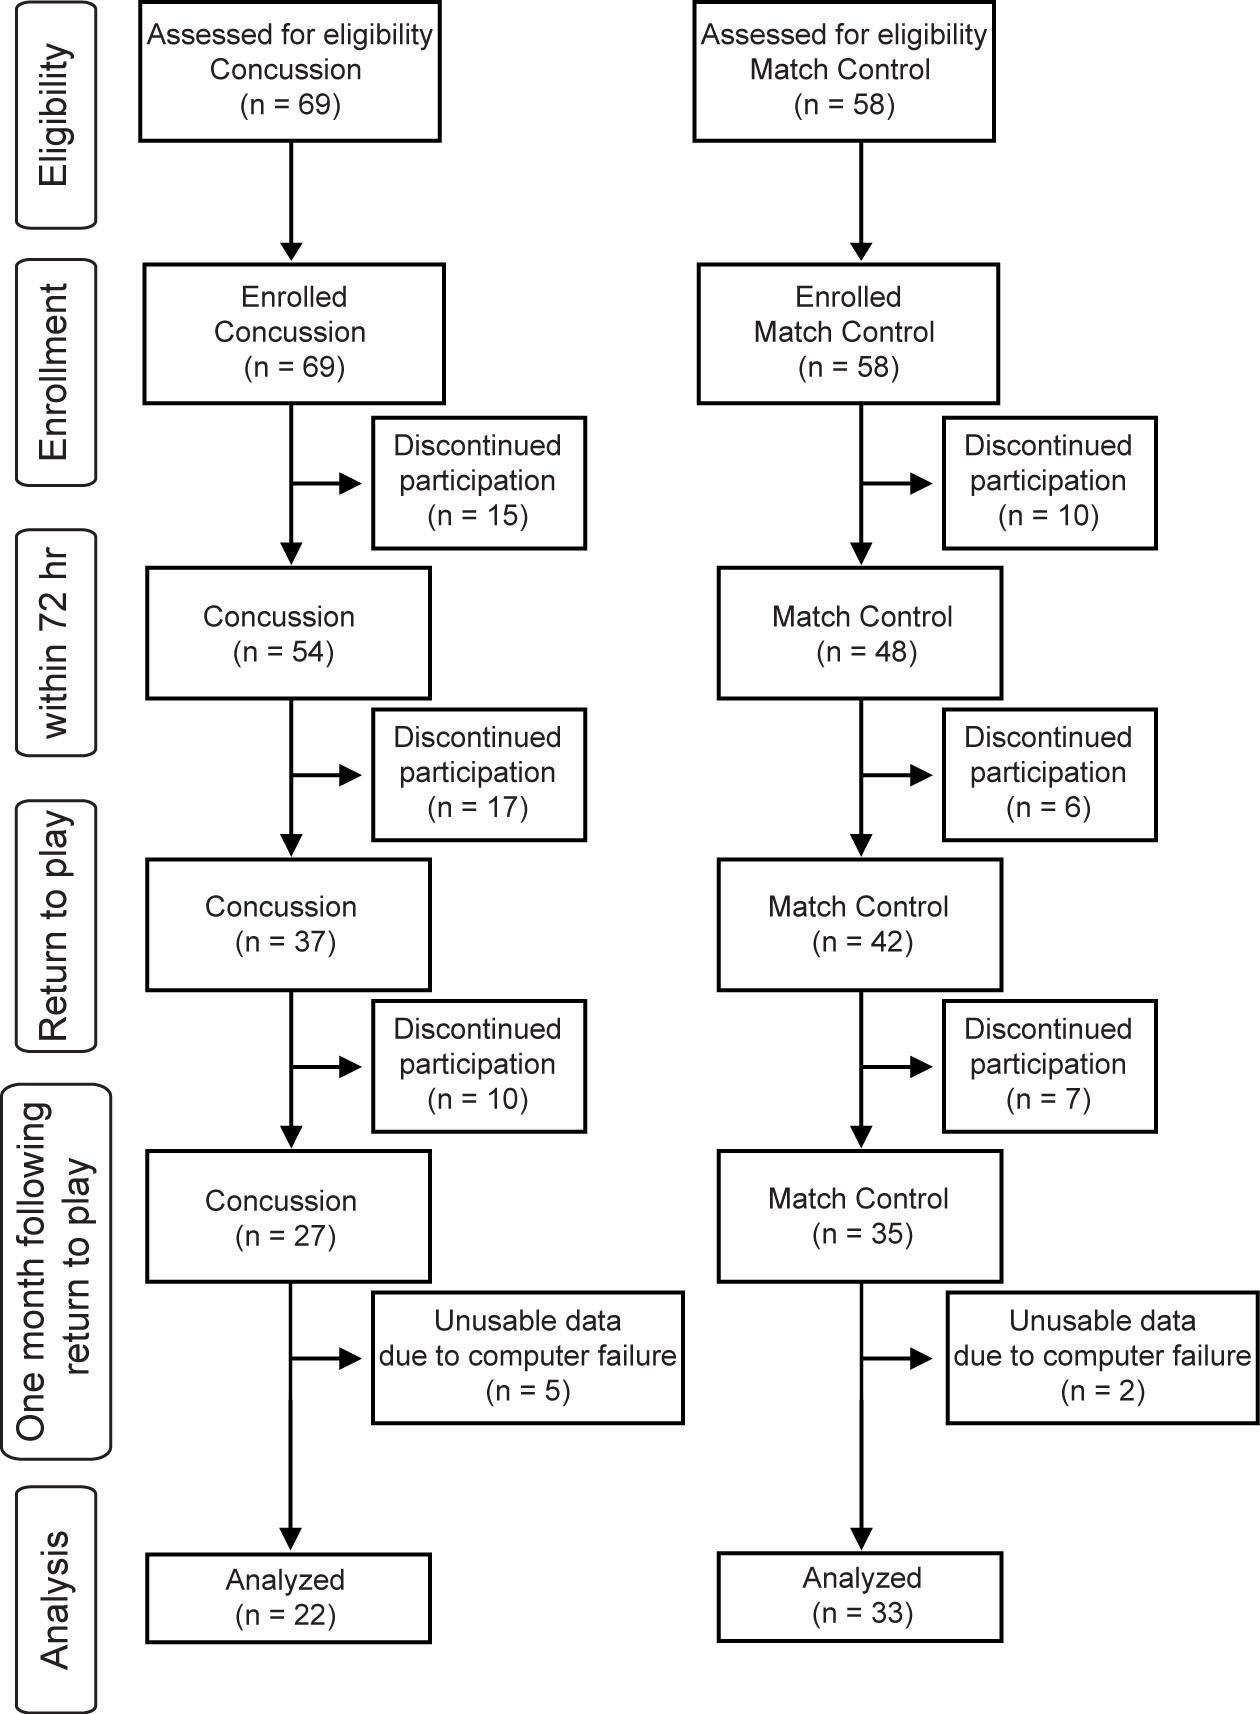 Eligibility
Assessed for eligibility
Concussion
(n = 69)
Assessed for eligibility
Match Control
(n = 58)
Enrollment
Enrolled
Concussion
(n = 69)
Enrolled
Match Control
(n = 58)
Discontinued
participation
(n = 15)
Discontinued
participation
(n = 10)
within 72 hr
Concussion
(n = 54)
Match Control
(n = 48)
Discontinued
participation
(n = 17)
Discontinued
participation
(n = 6)
Return to play
Concussion
(n = 37)
Match Control
(n = 42)
Discontinued
participation
(n = 10)
Discontinued
participation
(n = 7)
One month following
return to play
Concussion
(n = 27)
Match Control
(n = 35)
Unusable data
due to computer failure
(n = 5)
Unusable data
due to computer failure
(n = 2)
Analysis
Analyzed
(n = 22)
Analyzed
(n = 33)